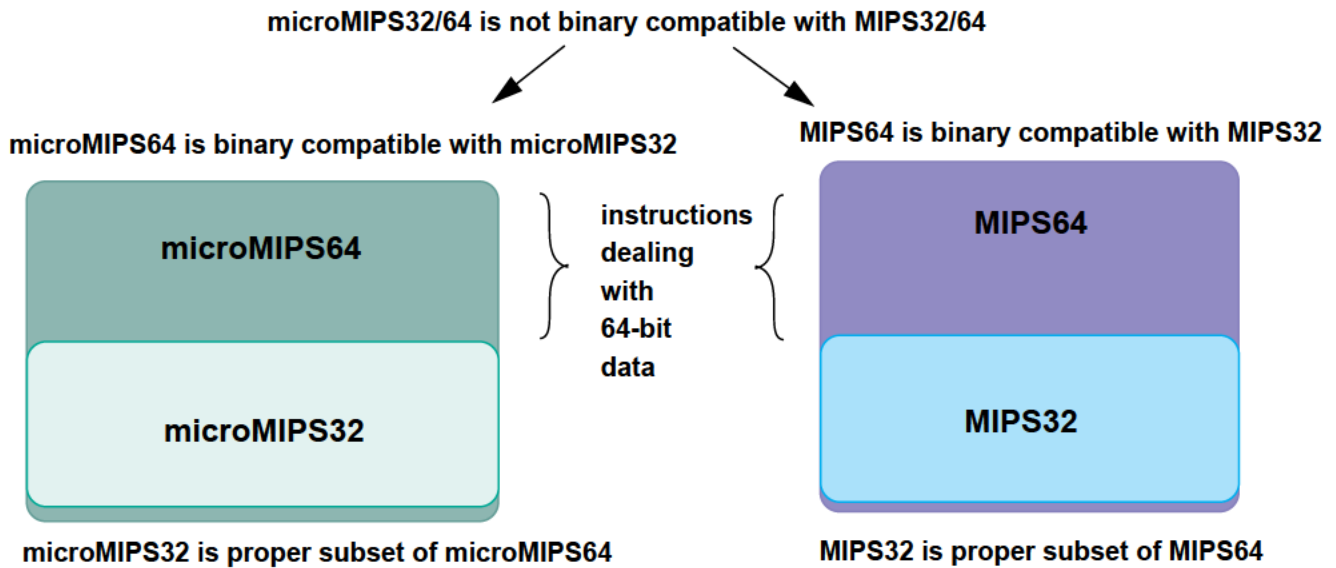 microMIPS32/64 is not binary compatible with MIPS32/64
microMIPS64 is binary compatible with microMIPS32
MIPS64 is binary compatible with MIPS32
microMIPS64
instructions
dealing
with
64-bit
data
MIPS64
microMIPS32
MIPS32
microMIPS32 is proper subset of microMIPS64
MIPS32 is proper subset of MIPS64